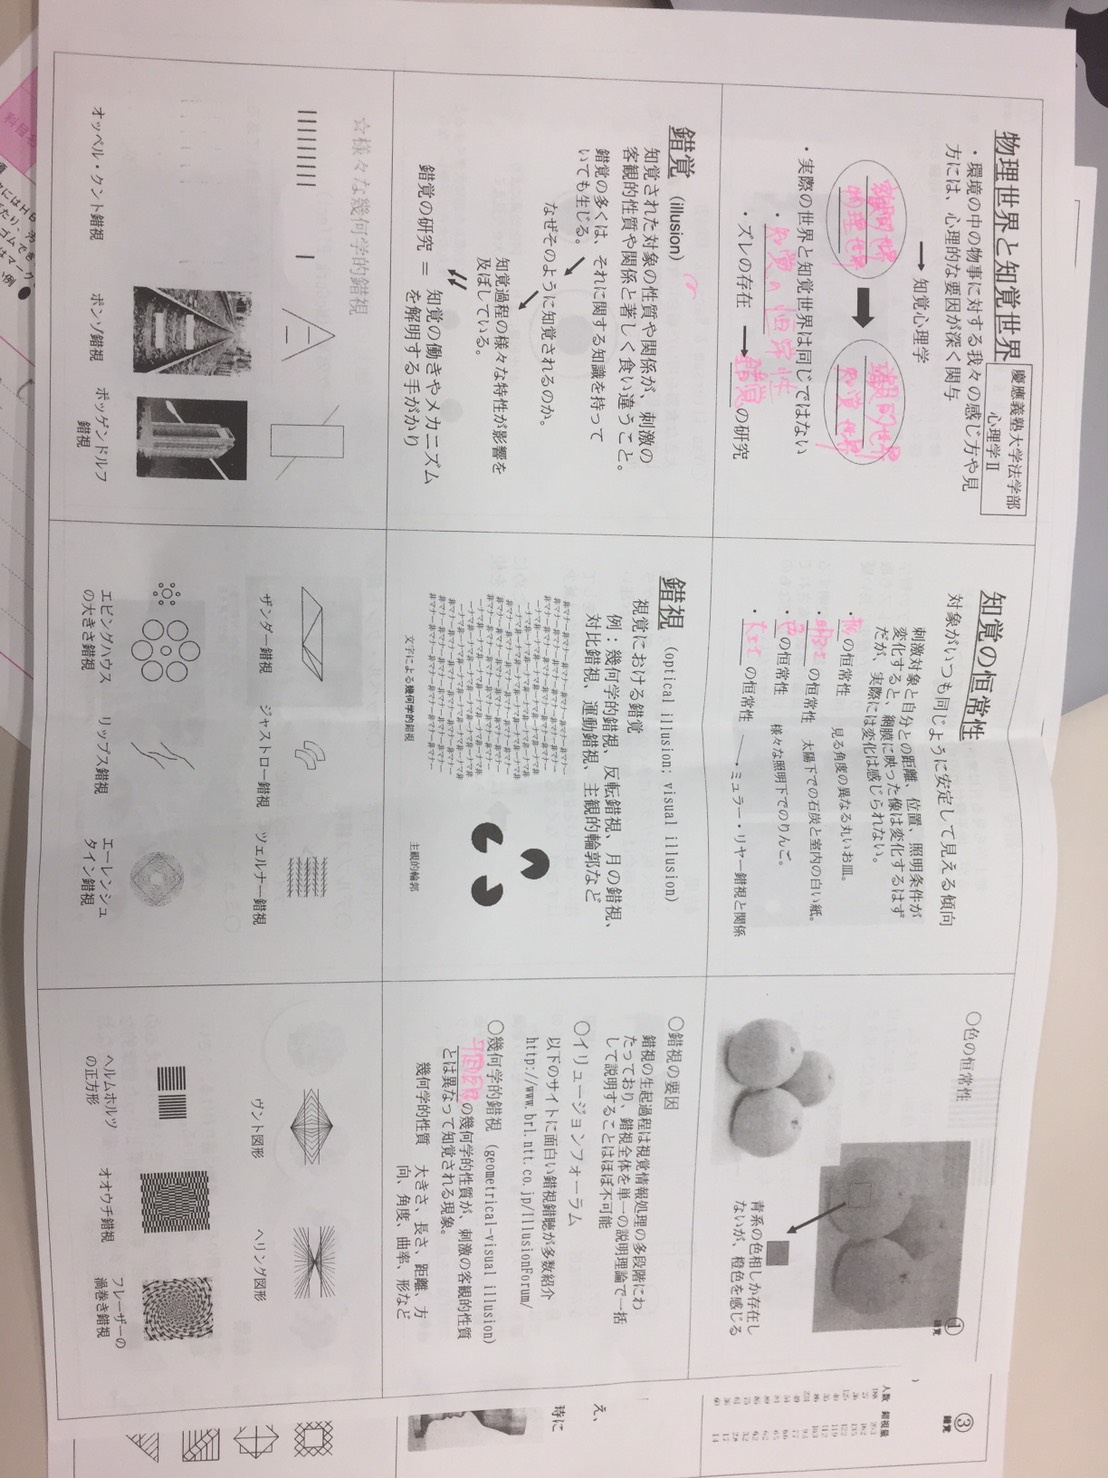 慶應義塾大学法学部
心理学Ⅱ
物理世界と知覚世界
・環境の中の物事に対する我々の感じ方や見
方には、心理的な要因が深く関与
→ 知覚心理学
物理世界
知覚世界
・実際の世界と知覚世界は同じではない
・知覚の恒常性
・ズレの存在 → 錯覚の研究
知覚の恒常性
対象がいつも同じように安定して見える傾向
刺激対象と自分との距離、位置、照明条件が
変化すると、網膜に映った像は変化するはず
だが、実際には変化は感じられない。
・形の恒常性 見る角度の異なる丸いお皿。
・明るさの恒常性 太陽下での石炭と室内の白い紙。
・色の恒常性 様々な照明下でのりんご。
・大きさの恒常性 ・ミュラー・リヤー錯視と関係
○色の恒常性
青系の色相しか存在し
ないが、橙色を感じる
①
錯覚
錯覚 (illusion)
知覚された対象の性質や関係が、刺激の
客観的性質や関係と著しく食い違うこと。
錯覚の多くは、それに関する知識を持って
いても生じる。
なぜそのように知覚されるのか。
知覚過程の様々な特性が影響を
及ぼしている。
錯覚の研究 = 知覚の働きやメカニズム
を解明する手がかり
錯視 (optical illusion; visual illusion)
視覚における錯覚
例：幾何学的錯視、反転錯視、月の錯視、
対比錯視、運動錯視、主観的輪郭など
文字による幾何学的錯視
主観的輪郭
○錯視の要因
錯視の生起過程は視覚情報処理の多段階にわ
たっており、錯視全体を単一の説明理論で一括
して説明することはほぼ不可能
○イリュージョンフォーラム
以下のサイトに面白い錯視錯聴が多数紹介
http://www.brl.ntt.co.jp/IllusionForum/
○幾何学的錯視 (geometrical-visual illusion)
平面図形の幾何学的性質が、刺激の客観的性質
とは異なって知覚される現象。
幾何学的性質 大きさ、長さ、距離、方
向、角度、曲率、形など
☆様々な幾何学的錯視
オッペル・クント錯視
ポンゾ錯視
ポッゲンドルフ
錯視
ザンダー錯視
ジャストロー錯視
ツェルナー錯視
エビングハウス
の大きさ錯視
リップス錯視
エーレンシュ
タイン錯視
ヴント図形
ヘリング図形
ヘルムホルツ
の正方形
オオウチ錯視
フレーザーの
渦巻き錯視
③
錯覚
人数 錯視量
え、
時に